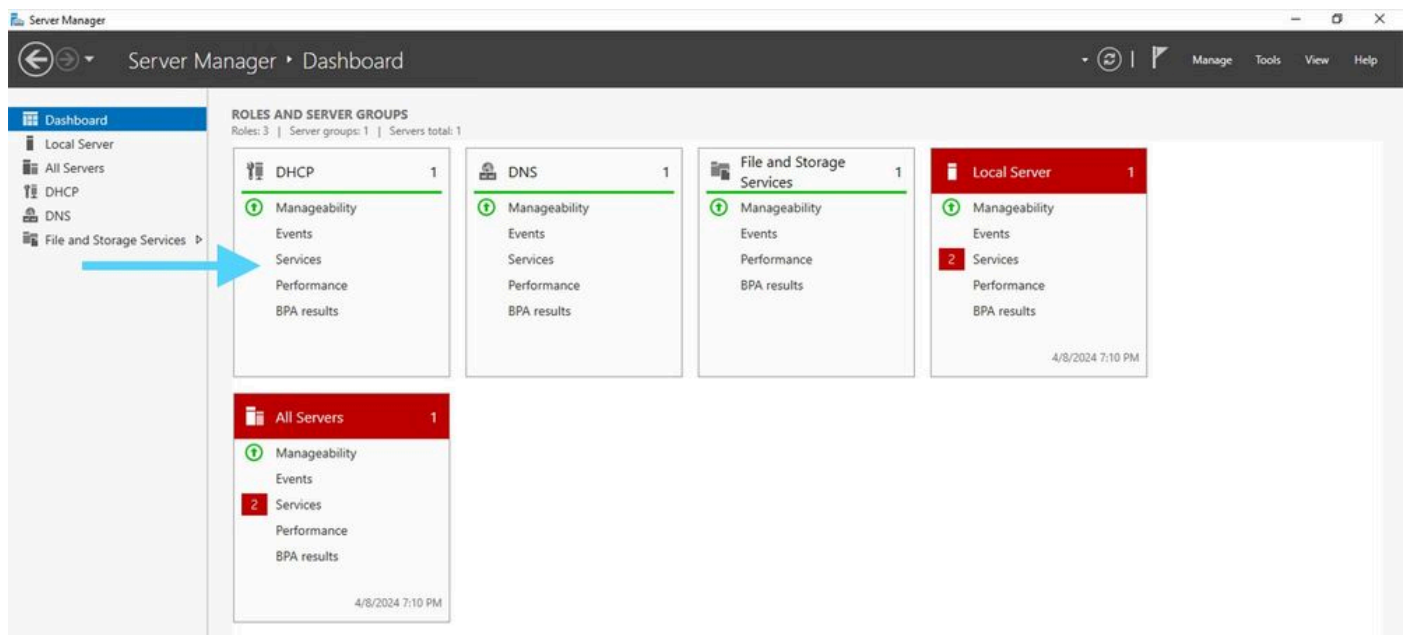 Server Manager
Server Manager • Dashboard
Manage Tools View Help
Dashboard
Local Server
All Servers
DHCP
DNS
File and Storage Services
ROLES AND SERVER GROUPS
Roles: 3 | Server groups: 1 | Servers total: 1
DHCP 1
Manageability
Events
Services
Performance
BPA results
DNS 1
Manageability
Events
Services
Performance
BPA results
File and Storage
Services 1
Manageability
Events
Performance
BPA results
Local Server 1
Manageability
Events
2 Services
Performance
BPA results
4/8/2024 7:10 PM
All Servers 1
Manageability
Events
2 Services
Performance
BPA results
4/8/2024 7:10 PM